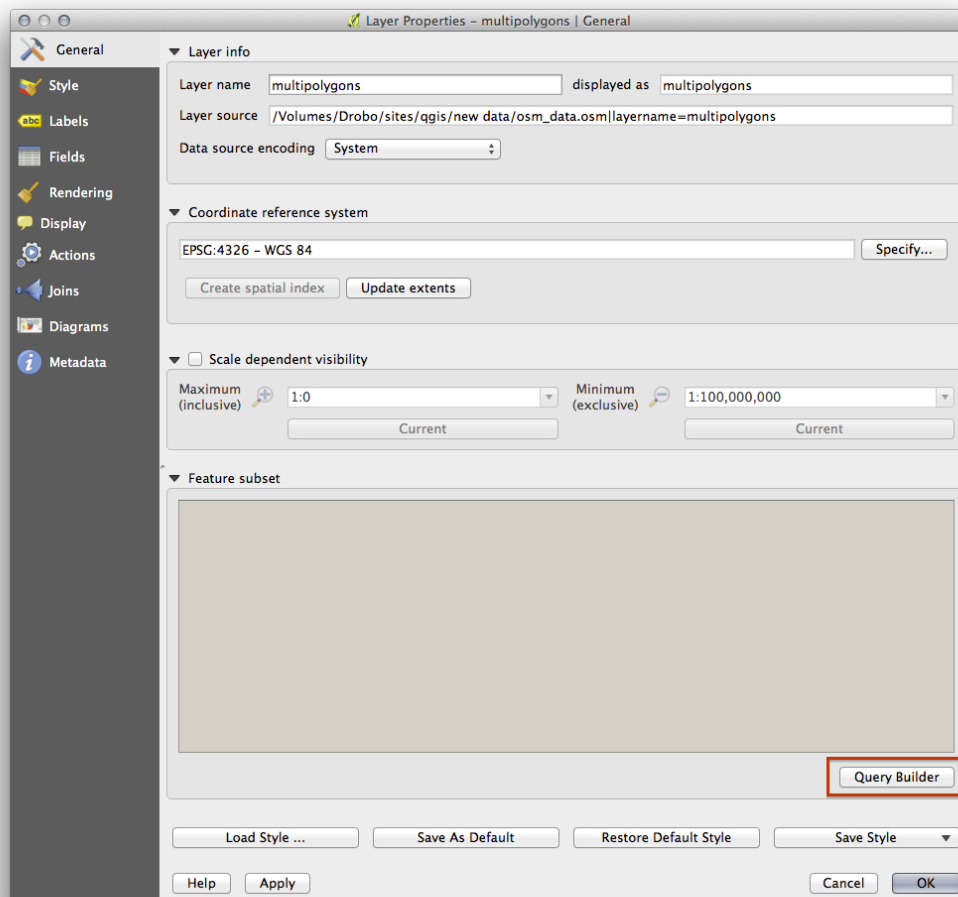 Layer Properties - multipolygons | General
General
Style
abc Labels
Fields
Rendering
Display
Actions
Joins
Diagrams
i Metadata
Layer info
Layer name multipolygons displayed as multipolygons
Layer source /Volumes/Drobo/sites/qgis/new data/osm_data.osm|layername=multipolygons
Data source encoding System
Coordinate reference system
EPSG:4326 - WGS 84 Specify...
Create spatial index Update extents
Scale dependent visibility
Maximum (inclusive) 1:0 Minimum (exclusive) 1:100,000,000
Current Current
Feature subset
Query Builder
Load Style ... Save As Default Restore Default Style Save Style
Help Apply Cancel OK